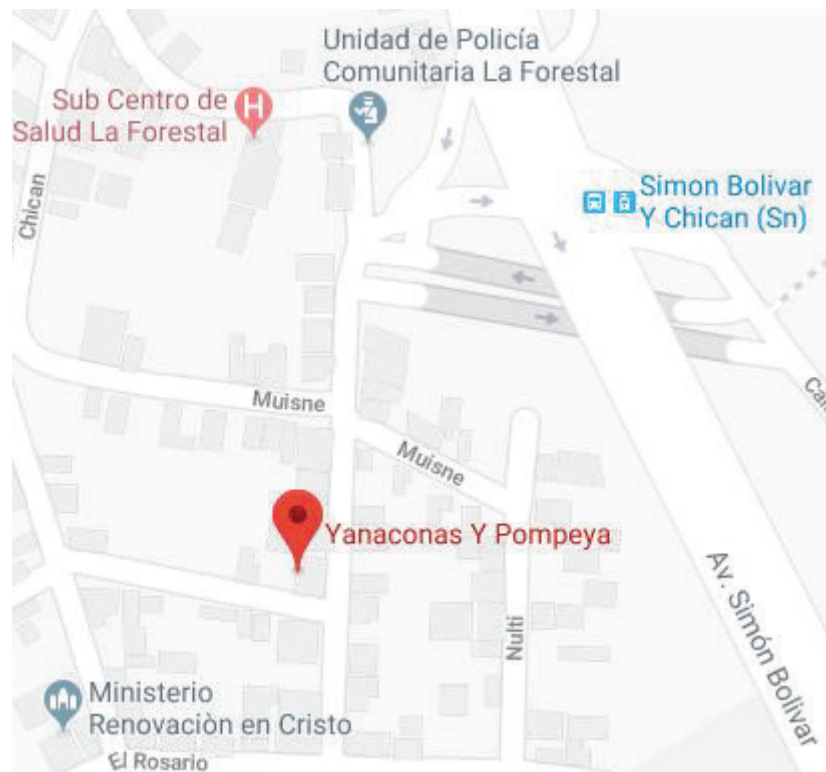 Unidad de Policía
Comunitaria La Forestal
Sub Centro de
Salud La Forestal
H
Simon Bolivar
Y Chican (Sn)
Chican
Muisne
Muisne
Yanaconas Y Pompeya
Nulti
Av. Simón Bolivar
Ministerio
Renovaciòn en Cristo
El Rosario